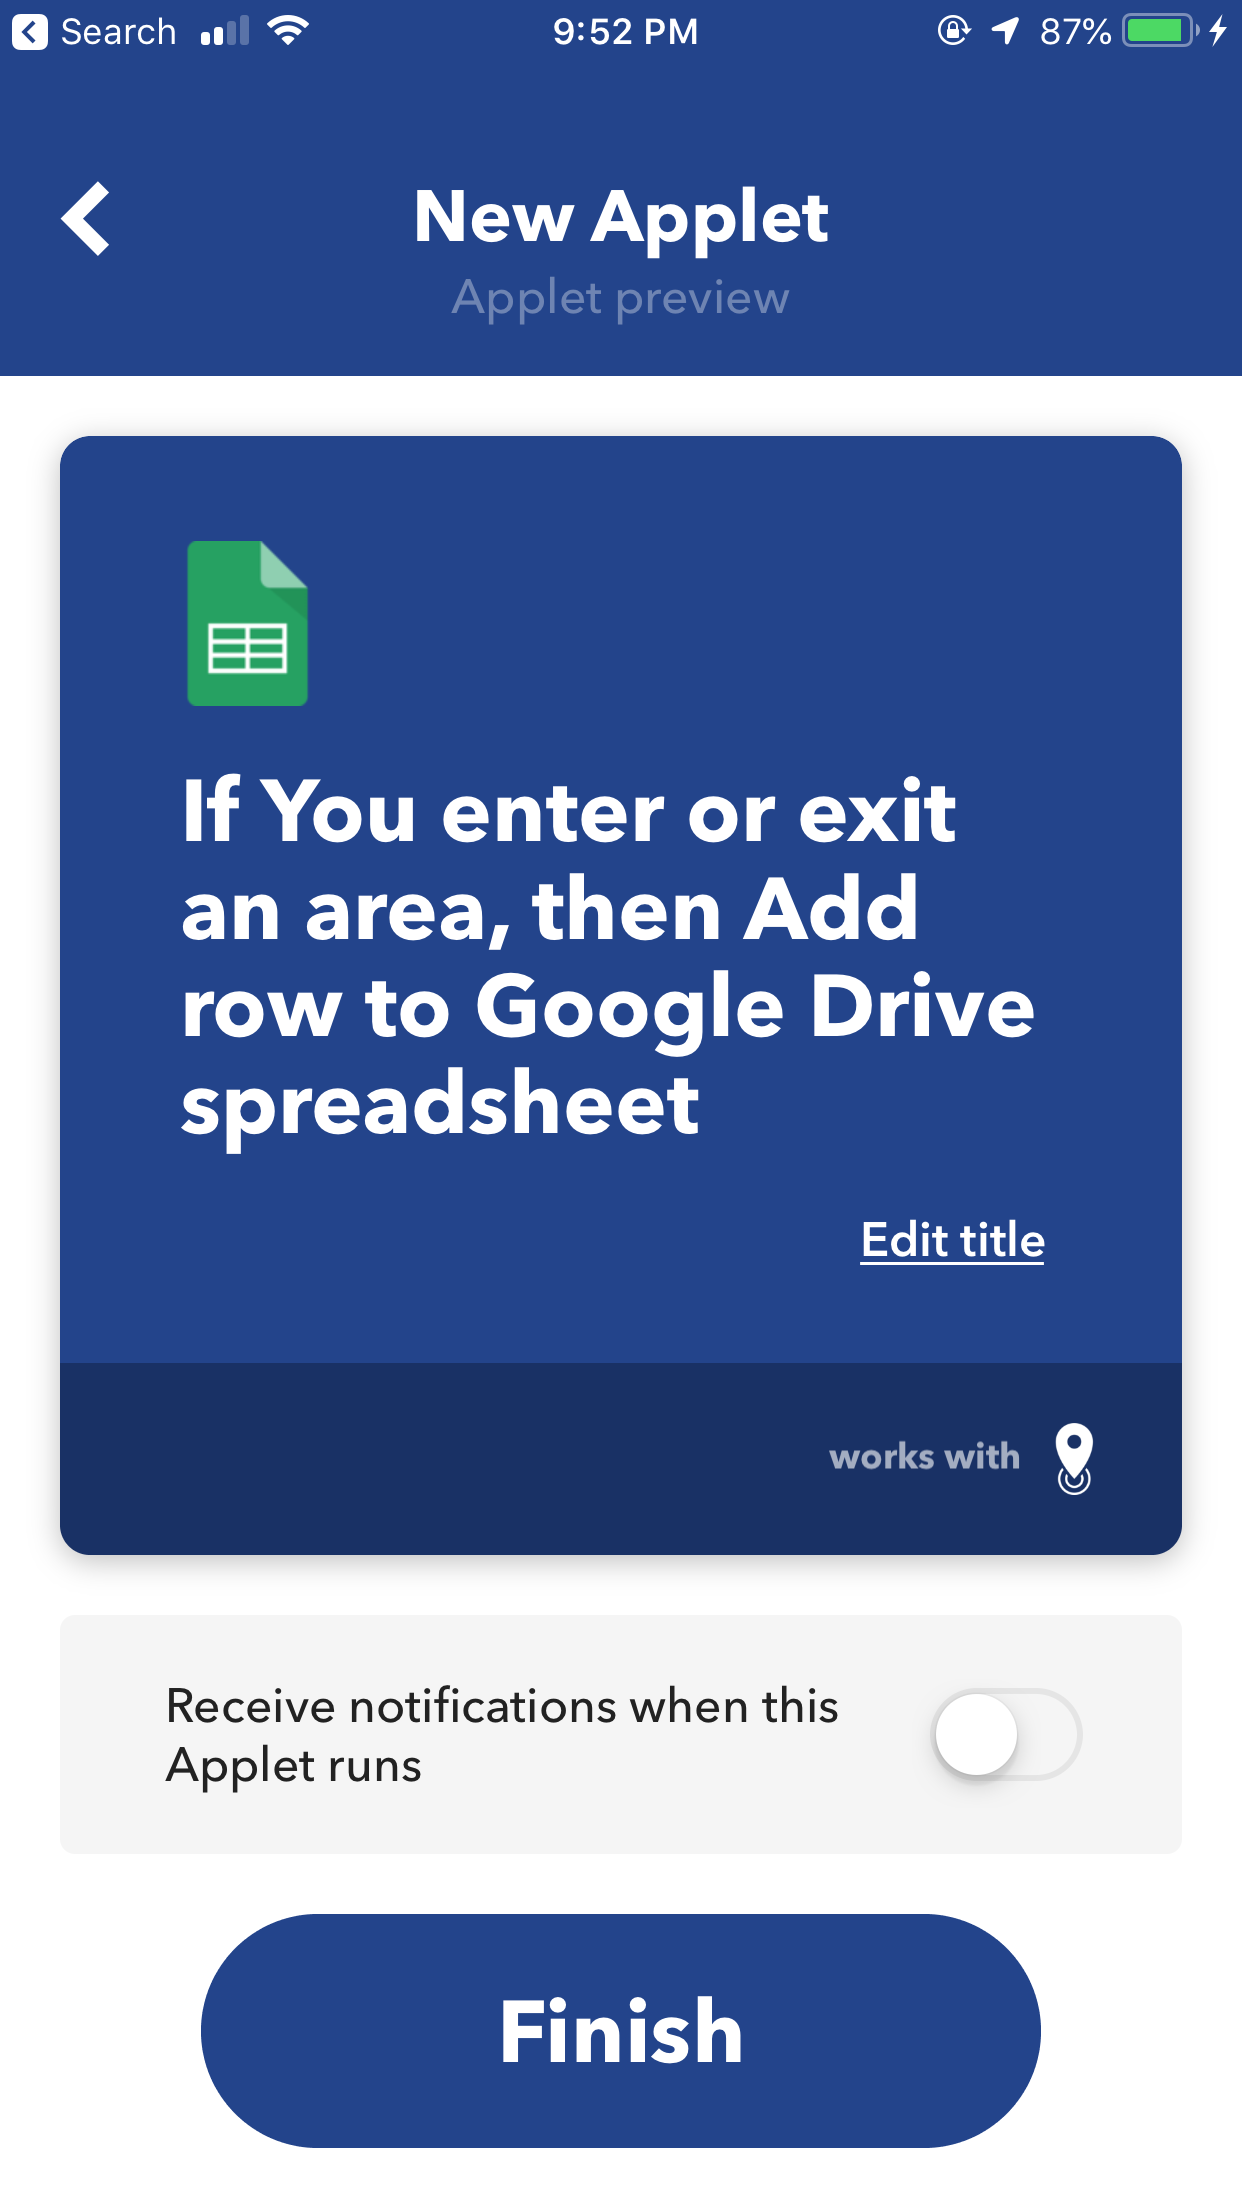 Search
9:52 PM
87%
New Applet
Applet preview
If You enter or exit
an area, then Add
row to Google Drive
spreadsheet
Edit title
works with
Receive notifications when this
Applet runs
Finish